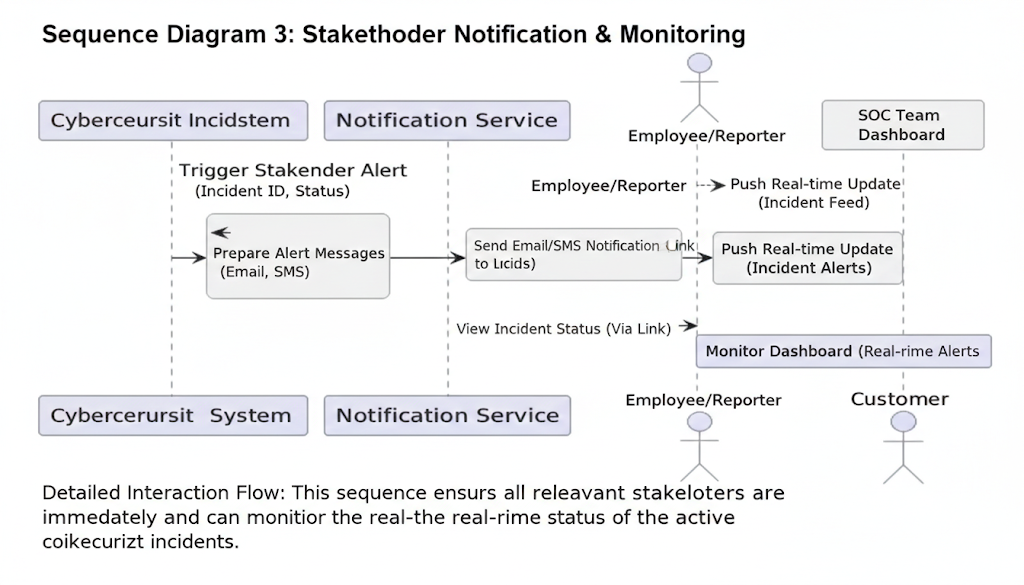 Sequence Diagram 3: Stakethoder Notification & Monitoring
Cyberceursit Incidstem
Notification Service
Employee/Reporter
SOC Team
Dashboard
Trigger Stakender Alert
(Incident ID, Status)
Employee/Reporter
Push Real-time Update
(Incident Feed)
Prepare Alert Messages
(Email, SMS)
Send Email/SMS Notification Link
to Lıcids)
Push Real-time Update
(Incident Alerts)
View Incident Status (Via Link)
Monitor Dashboard (Real-rime Alerts
Cybercerursit System
Notification Service
Employee/Reporter
Customer
Detailed Interaction Flow: This sequence ensurs all releavant stakeloters are
immedately and can monitior the real-the real-rime status of the active
coikecurizt incidents.